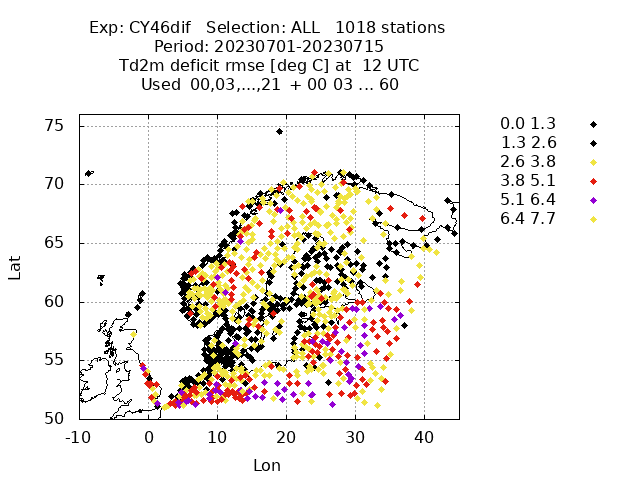 Exp: CY46dif   Selection: ALL   1018 stations
Period: 20230701-20230715
Td2m deficit rmse [deg C] at  12 UTC
Used  00,03,...,21  + 00 03 ... 60
0.0 1.3
1.3 2.6
2.6 3.8
3.8 5.1
5.1 6.4
6.4 7.7
75
70
65
60
55
50
Lat
-10 0 10 20 30 40
Lon